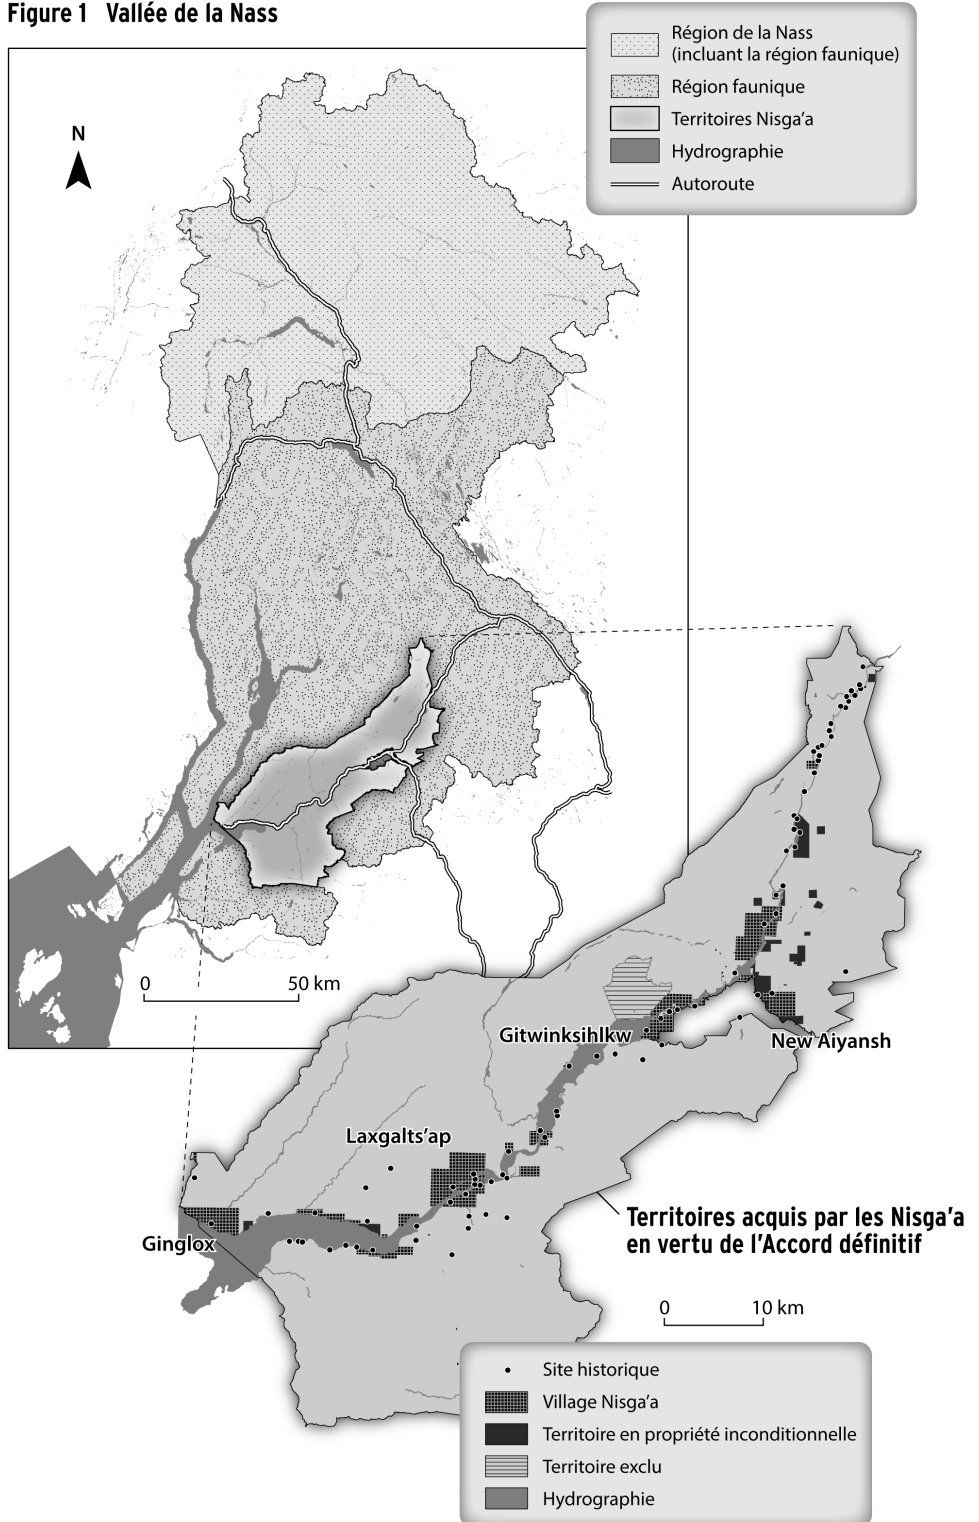 Figure 1 Vallée de la Nass
Région de la Nass
(incluant la région faunique)
Région faunique
Territoires Nisga’a
Hydrographie
Autoroute
N
0 50 km
Gitwinksihlkw
New Aiyansh
Laxgalts’ap
Ginglox
Territoires acquis par les Nisga’a
en vertu de l’Accord définitif
0 10 km
Site historique
Village Nisga’a
Territoire en propriété inconditionnelle
Territoire exclu
Hydrographie